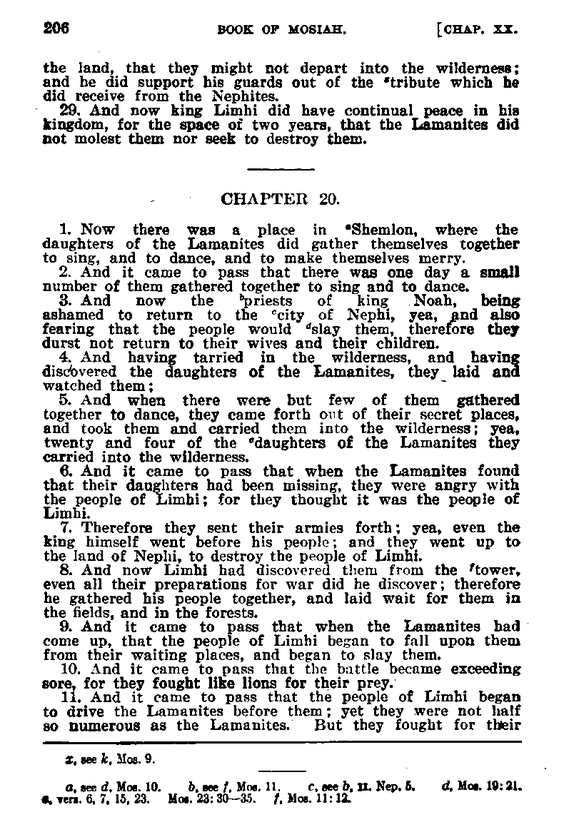 206 BOOK OF MOSIAH. [CHAP. XX.
the land, that they might not depart into the wilderness;
and he did support his guards out of the ᶻtribute which he
did receive from the Nephites.
29. And now king Limhi did have continual peace in his
kingdom, for the space of two years, that the Lamanites did
not molest them nor seek to destroy them.
CHAPTER 20.
1. Now there was a place in ᵃShemlon, where the
daughters of the Lamanites did gather themselves together
to sing, and to dance, and to make themselves merry.
2. And it came to pass that there was one day a small
number of them gathered together to sing and to dance.
3. And now the ᵇpriests of king Noah, being
ashamed to return to the ᶜcity of Nephi, yea, and also
fearing that the people would ᵈslay them, therefore they
durst not return to their wives and their children.
4. And having tarried in the wilderness, and having
discovered the daughters of the Lamanites, they laid and
watched them;
5. And when there were but few of them gathered
together to dance, they came forth out of their secret places,
and took them and carried them into the wilderness; yea,
twenty and four of the ᵉdaughters of the Lamanites they
carried into the wilderness.
6. And it came to pass that when the Lamanites found
that their daughters had been missing, they were angry with
the people of Limhi; for they thought it was the people of
Limhi.
7. Therefore they sent their armies forth; yea, even the
king himself went before his people; and they went up to
the land of Nephi, to destroy the people of Limhi.
8. And now Limhi had discovered them from the ᶠtower,
even all their preparations for war did he discover; therefore
he gathered his people together, and laid wait for them in
the fields, and in the forests.
9. And it came to pass that when the Lamanites had
come up, that the people of Limhi began to fall upon them
from their waiting places, and began to slay them.
10. And it came to pass that the battle became exceeding
sore, for they fought like lions for their prey.
11. And it came to pass that the people of Limhi began
to drive the Lamanites before them; yet they were not half
so numerous as the Lamanites. But they fought for their
z, see k, Mos. 9.
a, see d, Mos. 10. b, see f, Mos. 11. c, see b, II. Nep. 5. d, Mos. 19:21.
e, vers. 6, 7, 15, 23. Mos. 23:30—35. f, Mos. 11:12.